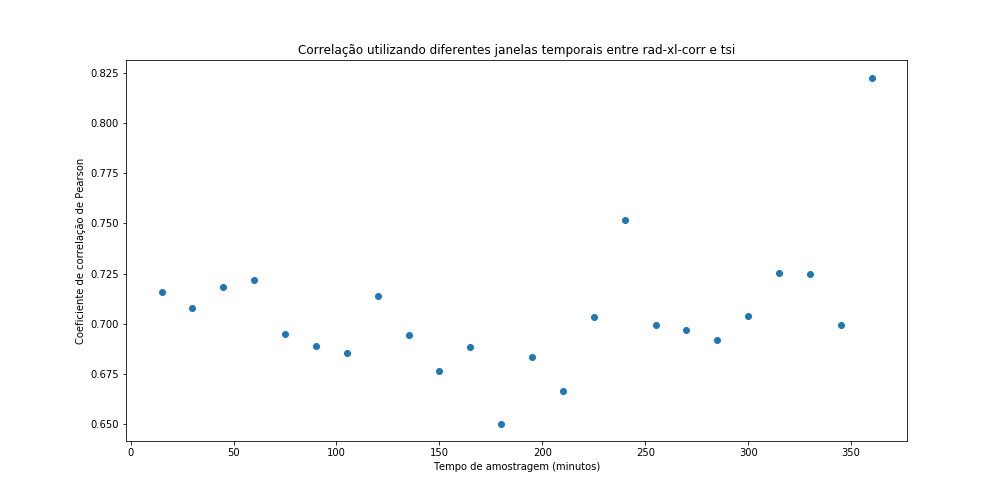 Correlação utilizando diferentes janelas temporais entre rad-xl-corr e tsi
Coeficiente de correlação de Pearson
0.825
0.800
0.775
0.750
0.725
0.700
0.675
0.650
0 50 100 150 200 250 300 350
Tempo de amostragem (minutos)